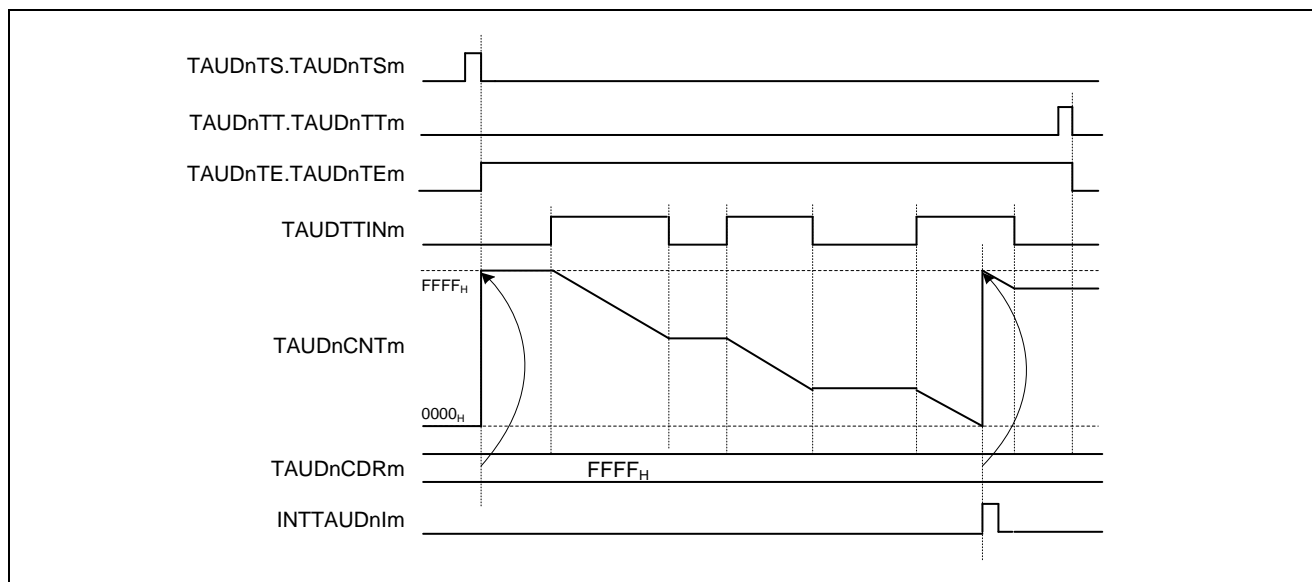 TAUDnTS.TAUDnTSm
TAUDnTT.TAUDnTTm
TAUDnTE.TAUDnTEm
TAUDTTINm
FFFFH
TAUDnCNTm
0000H
TAUDnCDRm
FFFFH
INTTAUDnIm